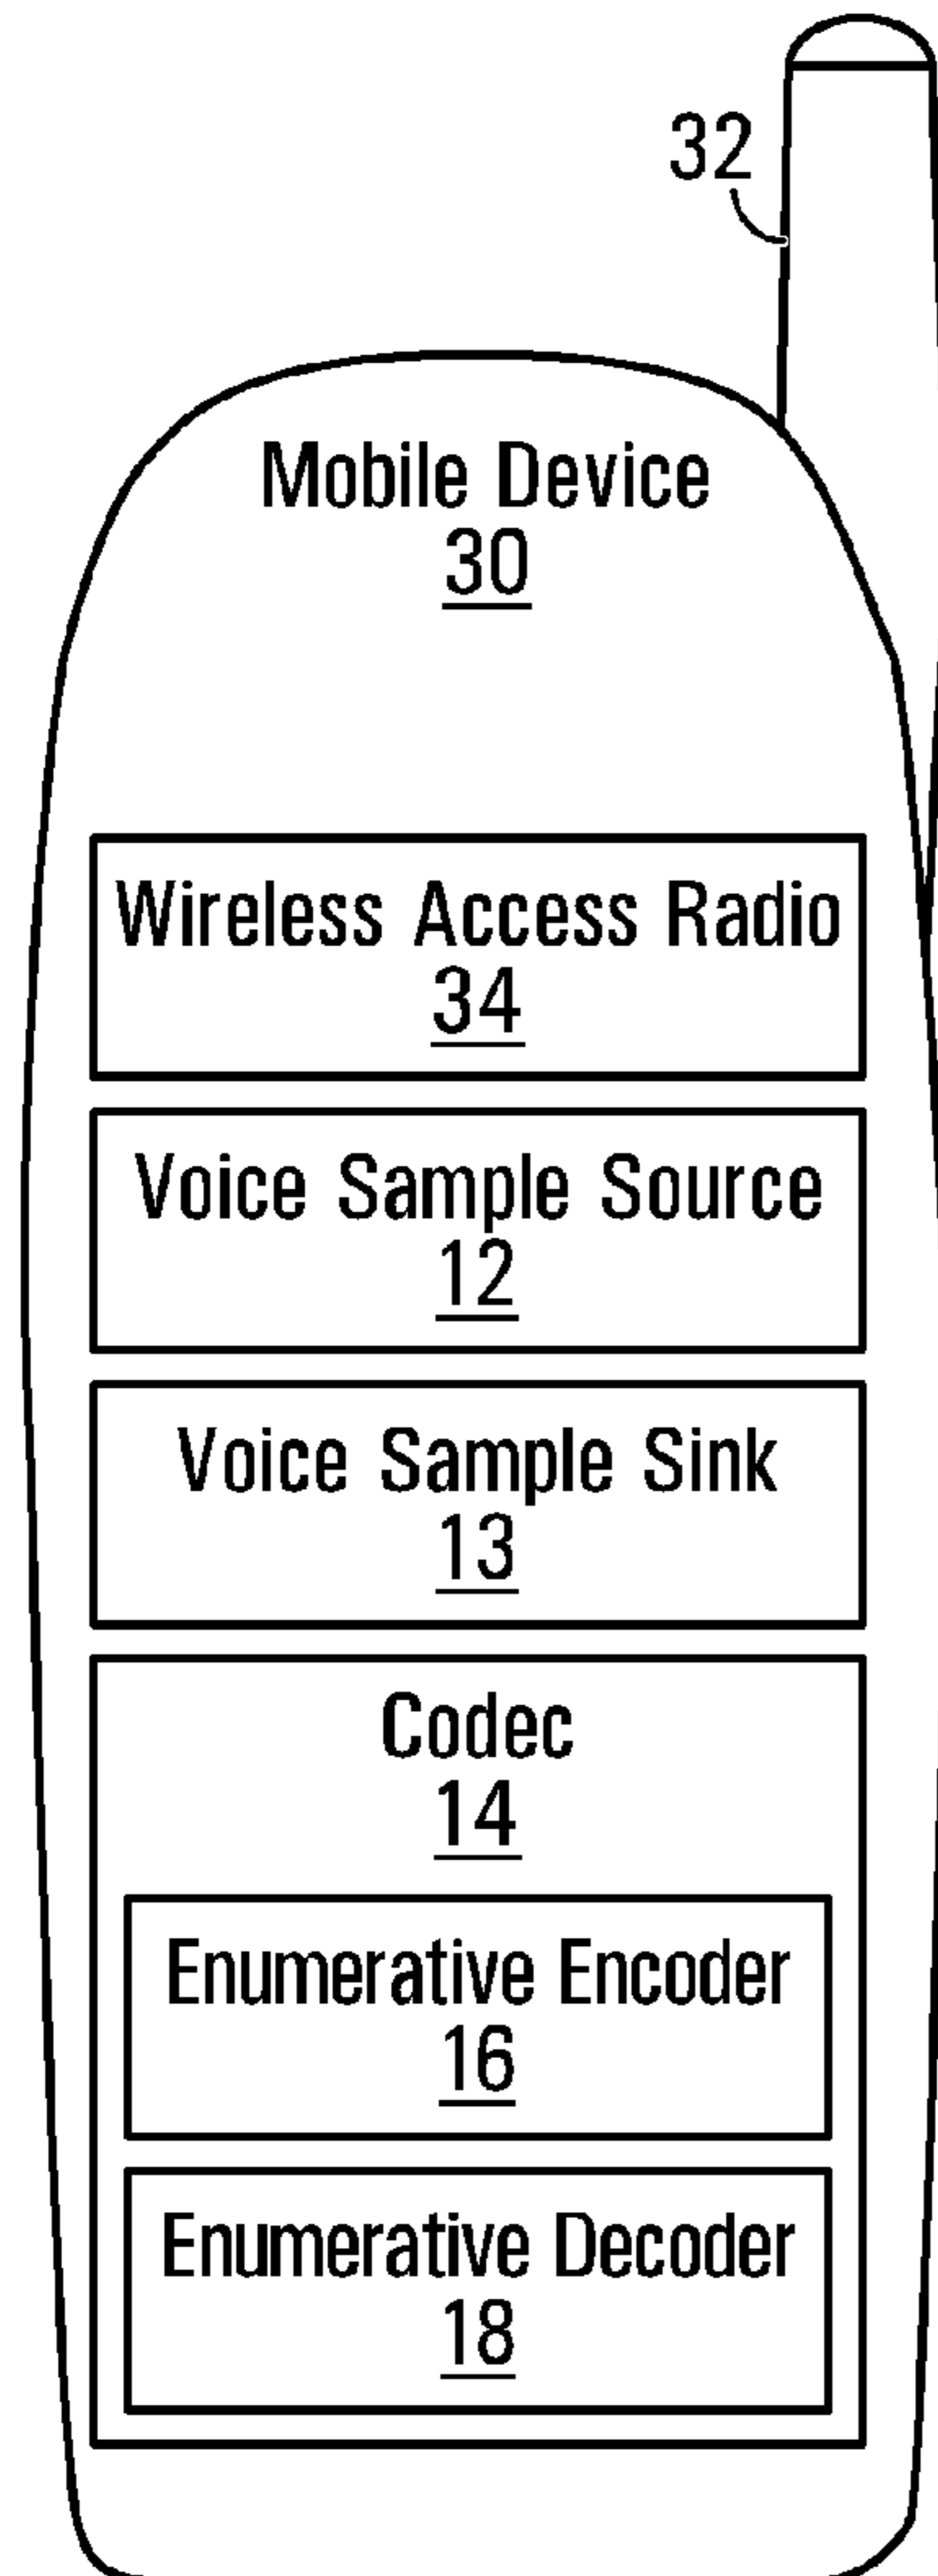 32
Mobile Device
30
Wireless Access Radio
34
Voice Sample Source
12
Voice Sample Sink
13
Codec
14
Enumerative Encoder
16
Enumerative Decoder
18